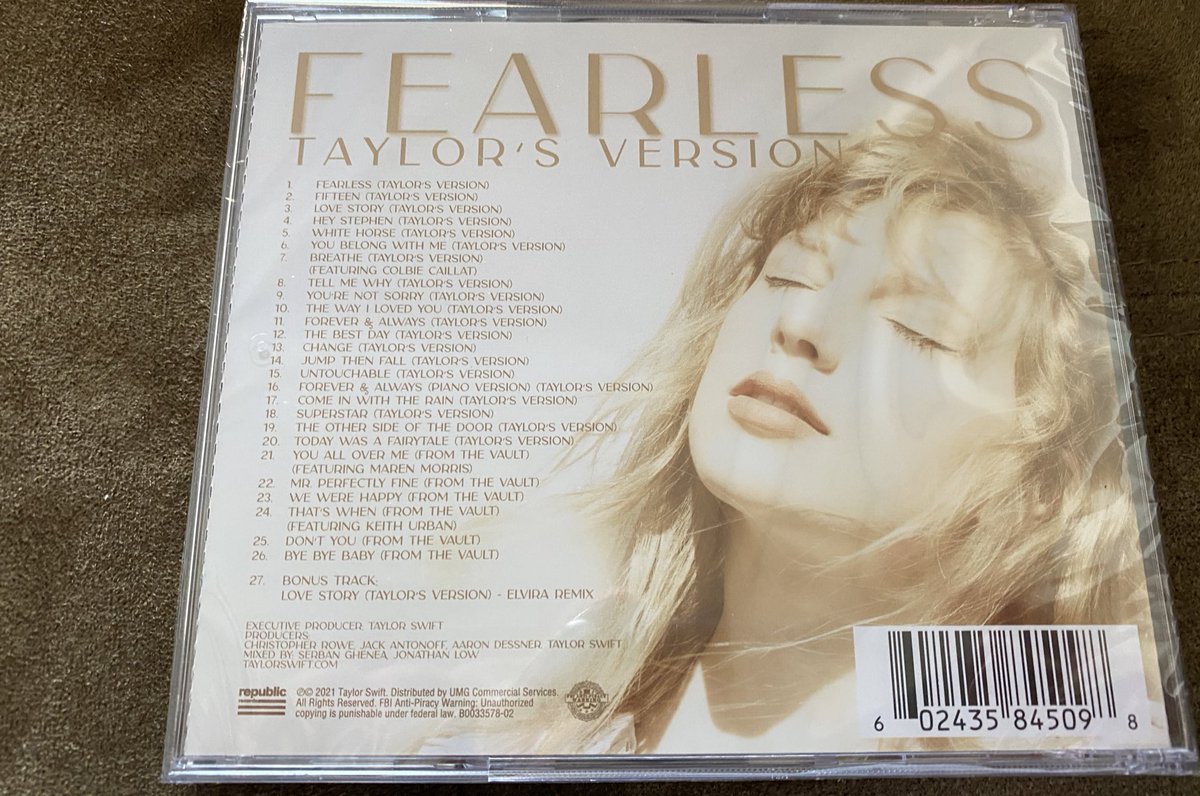 FEARLESS
TAYLOR'S VERSION
1. FEARLESS (TAYLOR'S VERSION)
2. FIFTEEN (TAYLOR'S VERSION)
3. LOVE STORY (TAYLOR'S VERSION)
4. HEY STEPHEN (TAYLOR'S VERSION)
5. WHITE HORSE (TAYLOR'S VERSION)
6. YOU BELONG WITH ME (TAYLOR'S VERSION)
7. BREATHE (TAYLOR'S VERSION)
(FEATURING COLBIE CAILLAT)
8. TELL ME WHY (TAYLOR'S VERSION)
9. YOU'RE NOT SORRY (TAYLOR'S VERSION)
10. THE WAY I LOVED YOU (TAYLOR'S VERSION)
11. FOREVER & ALWAYS (TAYLOR'S VERSION)
12. THE BEST DAY (TAYLOR'S VERSION)
13. CHANGE (TAYLOR'S VERSION)
14. JUMP THEN FALL (TAYLOR'S VERSION)
15. UNTOUCHABLE (TAYLOR'S VERSION)
16. FOREVER & ALWAYS (PIANO VERSION) (TAYLOR'S VERSION)
17. COME IN WITH THE RAIN (TAYLOR'S VERSION)
18. SUPERSTAR (TAYLOR'S VERSION)
19. THE OTHER SIDE OF THE DOOR (TAYLOR'S VERSION)
20. TODAY WAS A FAIRYTALE (TAYLOR'S VERSION)
21. YOU ALL OVER ME (FROM THE VAULT)
(FEATURING MAREN MORRIS)
22. MR. PERFECTLY FINE (FROM THE VAULT)
23. WE WERE HAPPY (FROM THE VAULT)
24. THAT'S WHEN (FROM THE VAULT)
(FEATURING KEITH URBAN)
25. DON'T YOU (FROM THE VAULT)
26. BYE BYE BABY (FROM THE VAULT)
27. BONUS TRACK:
LOVE STORY (TAYLOR'S VERSION) - ELVIRA REMIX
EXECUTIVE PRODUCER: TAYLOR SWIFT
PRODUCERS:
CHRISTOPHER ROWE, JACK ANTONOFF, AARON DESSNER, TAYLOR SWIFT
MIXED BY: SERBAN GHENEA, JONATHAN LOW
TAYLORSWIFT.COM
republic
℗© 2021 Taylor Swift. Distributed by UMG Commercial Services.
All Rights Reserved. FBI Anti-Piracy Warning: Unauthorized
copying is punishable under federal law. B0033578-02
6 02435 84509 8